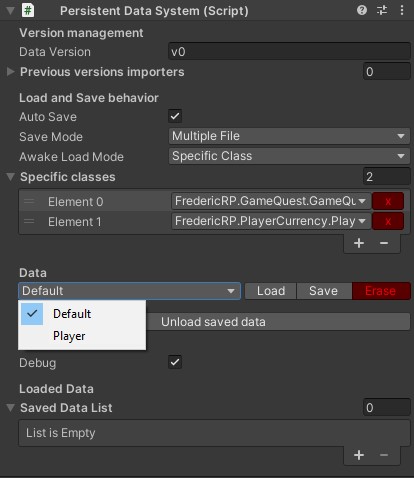 Persistent Data System (Script)
Version management
Data Version v0
Previous versions importers 0
Load and Save behavior
Auto Save
Save Mode Multiple File
Awake Load Mode Specific Class
Specific classes 2
Element 0 FredericRP.GameQuest.GameQu x
Element 1 FredericRP.PlayerCurrency.Play x
Data
Default Load Save Erase
Default
Unload saved data
Player
Debug
Loaded Data
Saved Data List 0
List is Empty